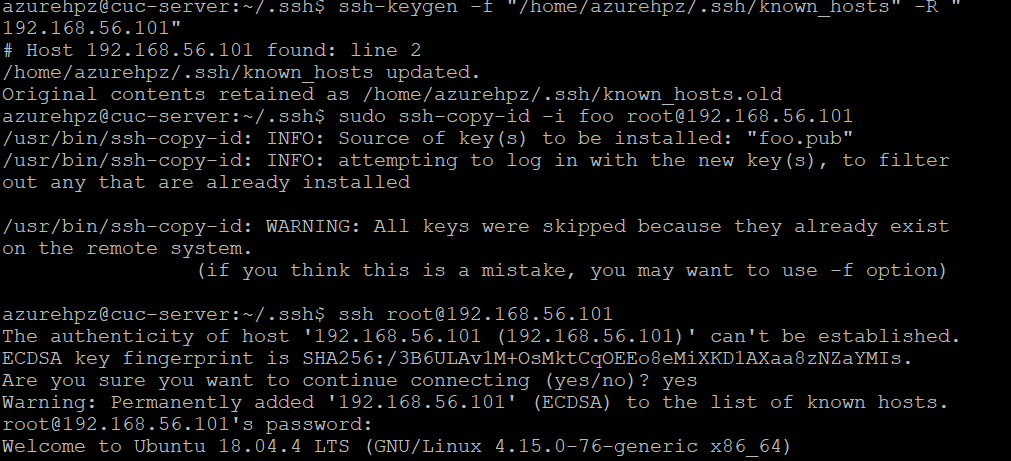 azurehpz@cuc-server:~/.ssh$ ssh-keygen -f "/home/azurehpz/.ssh/known_hosts" -R "
192.168.56.101"
# Host 192.168.56.101 found: line 2
/home/azurehpz/.ssh/known_hosts updated.
Original contents retained as /home/azurehpz/.ssh/known_hosts.old
azurehpz@cuc-server:~/.ssh$ sudo ssh-copy-id -i foo root@192.168.56.101
/usr/bin/ssh-copy-id: INFO: Source of key(s) to be installed: "foo.pub"
/usr/bin/ssh-copy-id: INFO: attempting to log in with the new key(s), to filter
out any that are already installed
/usr/bin/ssh-copy-id: WARNING: All keys were skipped because they already exist
on the remote system.
(if you think this is a mistake, you may want to use -f option)
azurehpz@cuc-server:~/.ssh$ ssh root@192.168.56.101
The authenticity of host '192.168.56.101 (192.168.56.101)' can't be established.
ECDSA key fingerprint is SHA256:/3B6ULAv1M+OsMktCqOEEo8eMiXKD1AXaa8zNZaYMIs.
Are you sure you want to continue connecting (yes/no)? yes
Warning: Permanently added '192.168.56.101' (ECDSA) to the list of known hosts.
root@192.168.56.101's password:
Welcome to Ubuntu 18.04.4 LTS (GNU/Linux 4.15.0-76-generic x86_64)